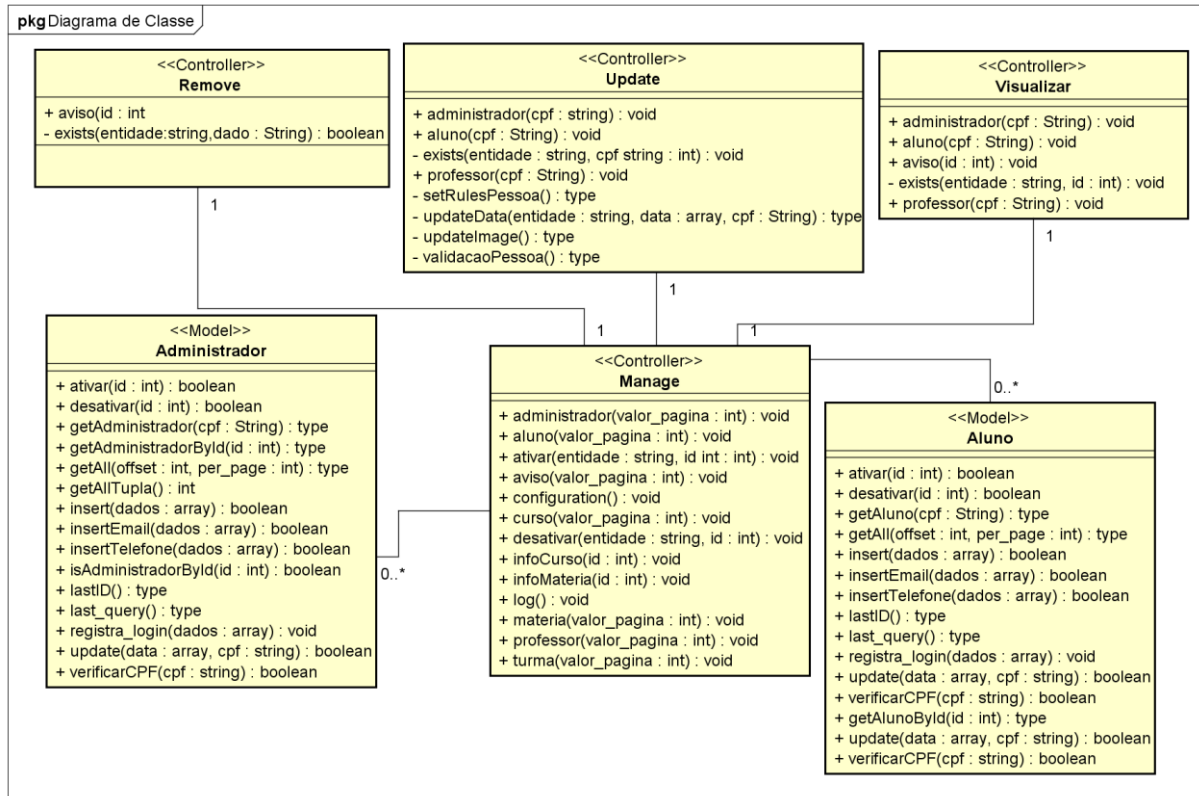 pkg Diagrama de Classe
<<Controller>>
Remove
+ aviso(id : int
- exists(entidade:string,dado : String) : boolean
<<Controller>>
Update
+ administrador(cpf : string) : void
+ aluno(cpf : String) : void
- exists(entidade : string, cpf string : int) : void
+ professor(cpf : String) : void
- setRulesPessoa() : type
- updateData(entidade : string, data : array, cpf : String) : type
- updateImage() : type
- validacaoPessoa() : type
<<Controller>>
Visualizar
+ administrador(cpf : String) : void
+ aluno(cpf : String) : void
+ aviso(id : int) : void
- exists(entidade : string, id : int) : void
+ professor(cpf : String) : void
1
1
1
1
1
<<Model>>
Administrador
+ ativar(id : int) : boolean
+ desativar(id : int) : boolean
+ getAdministrador(cpf : String) : type
+ getAdministradorById(id : int) : type
+ getAll(offset : int, per_page : int) : type
+ getAllTupla() : int
+ insert(dados : array) : boolean
+ insertEmail(dados : array) : boolean
+ insertTelefone(dados : array) : boolean
+ isAdministradorById(id : int) : boolean
+ lastID() : type
+ last_query() : type
+ registra_login(dados : array) : void
+ update(data : array, cpf : string) : boolean
+ verificarCPF(cpf : string) : boolean
0..*
<<Controller>>
Manage
+ administrador(valor_pagina : int) : void
+ aluno(valor_pagina : int) : void
+ ativar(entidade : string, id int : int) : void
+ aviso(valor_pagina : int) : void
+ configuration() : void
+ curso(valor_pagina : int) : void
+ desativar(entidade : string, id : int) : void
+ infoCurso(id : int) : void
+ infoMateria(id : int) : void
+ log() : void
+ materia(valor_pagina : int) : void
+ professor(valor_pagina : int) : void
+ turma(valor_pagina : int) : void
0..*
<<Model>>
Aluno
+ ativar(id : int) : boolean
+ desativar(id : int) : boolean
+ getAluno(cpf : String) : type
+ getAll(offset : int, per_page : int) : type
+ insert(dados : array) : boolean
+ insertEmail(dados : array) : boolean
+ insertTelefone(dados : array) : boolean
+ lastID() : type
+ last_query() : type
+ registra_login(dados : array) : void
+ update(data : array, cpf : string) : boolean
+ verificarCPF(cpf : string) : boolean
+ getAlunoById(id : int) : type
+ update(data : array, cpf : string) : boolean
+ verificarCPF(cpf : string) : boolean